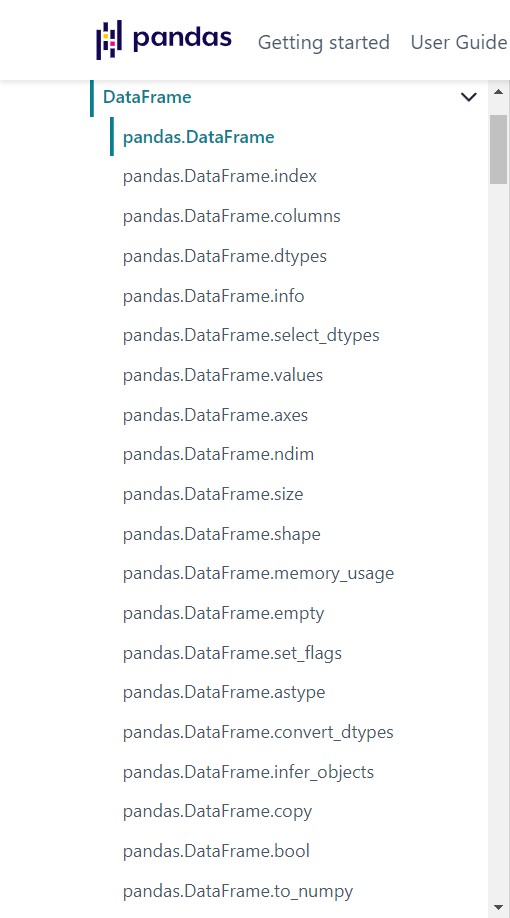 pandas Getting started User Guide
DataFrame
pandas.DataFrame
pandas.DataFrame.index
pandas.DataFrame.columns
pandas.DataFrame.dtypes
pandas.DataFrame.info
pandas.DataFrame.select_dtypes
pandas.DataFrame.values
pandas.DataFrame.axes
pandas.DataFrame.ndim
pandas.DataFrame.size
pandas.DataFrame.shape
pandas.DataFrame.memory_usage
pandas.DataFrame.empty
pandas.DataFrame.set_flags
pandas.DataFrame.astype
pandas.DataFrame.convert_dtypes
pandas.DataFrame.infer_objects
pandas.DataFrame.copy
pandas.DataFrame.bool
pandas.DataFrame.to_numpy